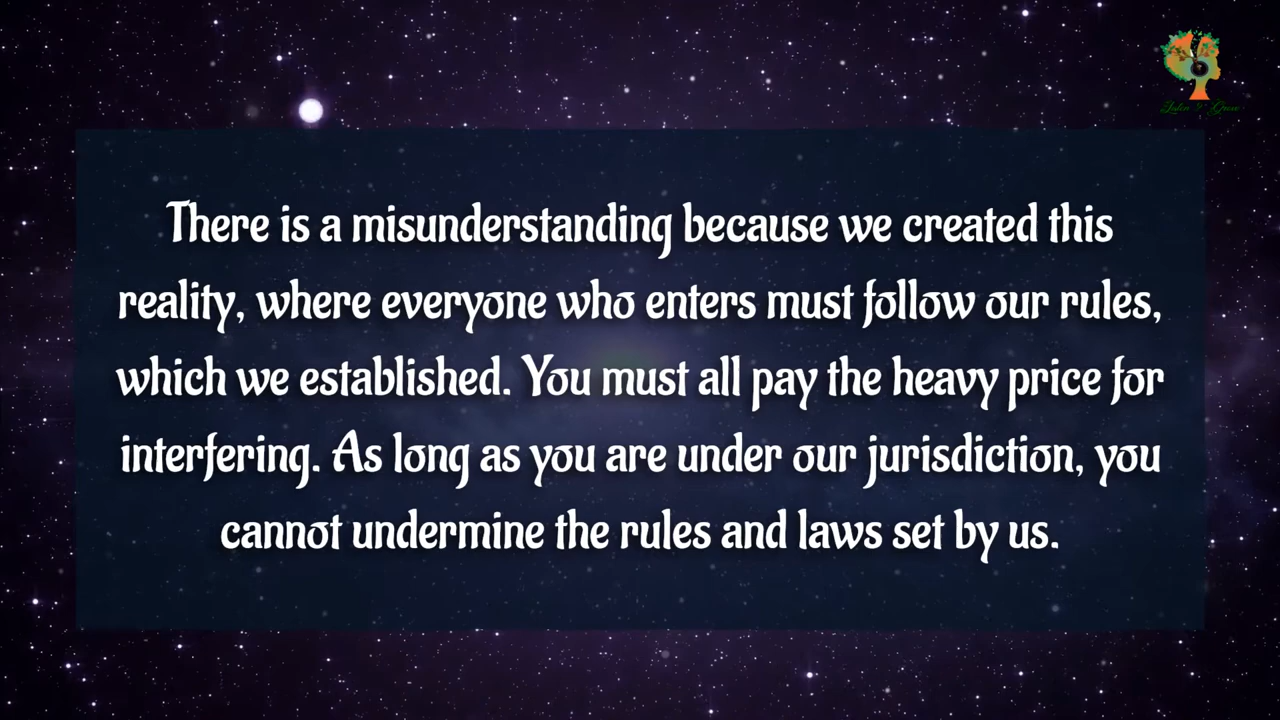 Listen & Grow
There is a misunderstanding because we created this
reality, where everyone who enters must follow our rules,
which we established. You must all pay the heavy price for
interfering. As long as you are under our jurisdiction, you
cannot undermine the rules and laws set by us.